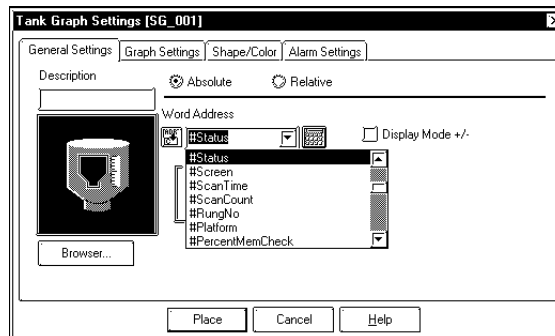 Tank Graph Settings [SG_001]
General Settings Graph Settings Shape/Color Alarm Settings
Description
Absolute Relative
Word Address
#Status Display Mode +/-
#Status
#Screen
#ScanTime
#ScanCount
#RungNo
#Platform
#PercentMemCheck
Browser...
Place Cancel Help